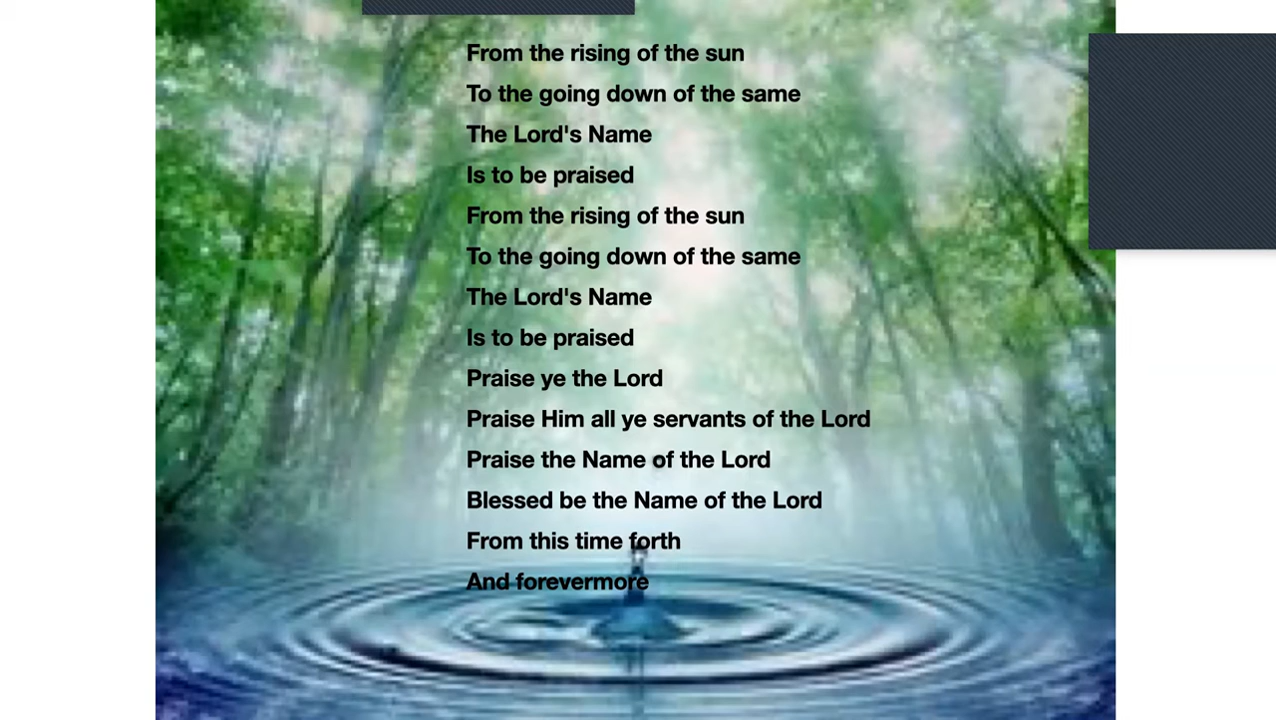 From the rising of the sun
To the going down of the same
The Lord's Name
Is to be praised
From the rising of the sun
To the going down of the same
The Lord's Name
Is to be praised
Praise ye the Lord
Praise Him all ye servants of the Lord
Praise the Name of the Lord
Blessed be the Name of the Lord
From this time forth
And forevermore